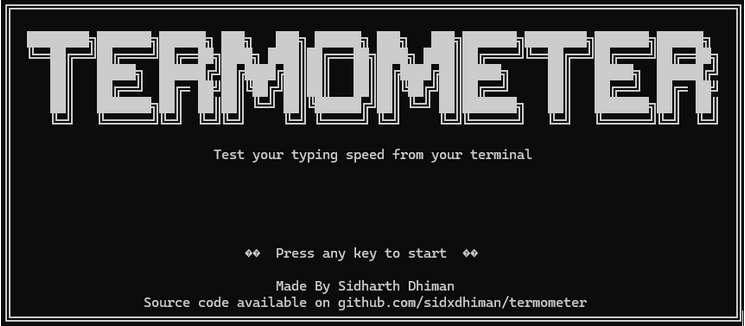 TERMOMETER
Test your typing speed from your terminal
�� Press any key to start ��
Made By Sidharth Dhiman
Source code available on github.com/sidxdhiman/termometer